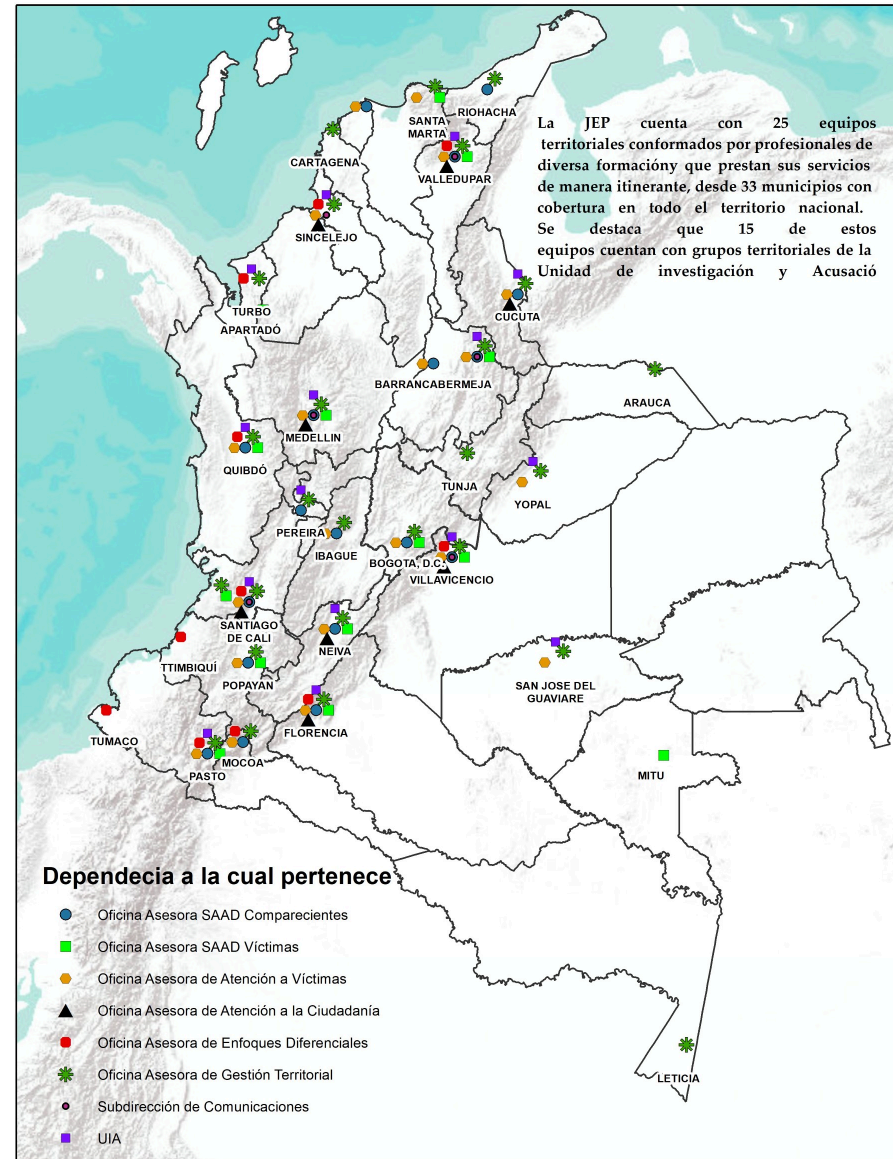 SANTA
MARTA
RIOHACHA
CARTAGENA
VALLEDUPAR
La JEP cuenta con 25 equipos
territoriales conformados por profesionales de
diversa formacióny que prestan sus servicios
de manera itinerante, desde 33 municipios con
cobertura en todo el territorio nacional.
Se destaca que 15 de estos
equipos cuentan con grupos territoriales de la
Unidad de investigación y Acusació
SINCELEJO
TURBO
APARTADÓ
CUCUTA
BARRANCABERMEJA
ARAUCA
MEDELLIN
QUIBDÓ
TUNJA
YOPAL
PEREIRA
IBAGUE
BOGOTA, D.C.
VILLAVICENCIO
SANTIAGO
DE CALI
NEIVA
TTIMBIQUÍ
POPAYAN
SAN JOSE DEL
GUAVIARE
FLORENCIA
TUMACO
MOCOA
PASTO
MITU
LETICIA
Dependecia a la cual pertenece
Oficina Asesora SAAD Comparecientes
Oficina Asesora SAAD Víctimas
Oficina Asesora de Atención a Víctimas
Oficina Asesora de Atención a la Ciudadanía
Oficina Asesora de Enfoques Diferenciales
Oficina Asesora de Gestión Territorial
Subdirección de Comunicaciones
UIA